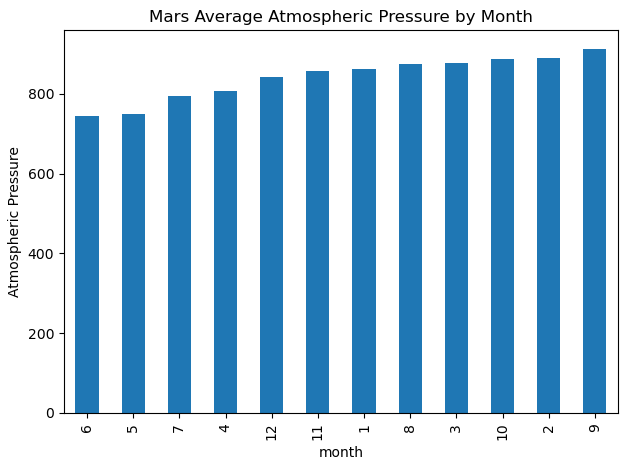 Mars Average Atmospheric Pressure by Month
Atmospheric Pressure
800
600
400
200
0
6 5 7 4 12 11 1 8 3 10 2 9
month